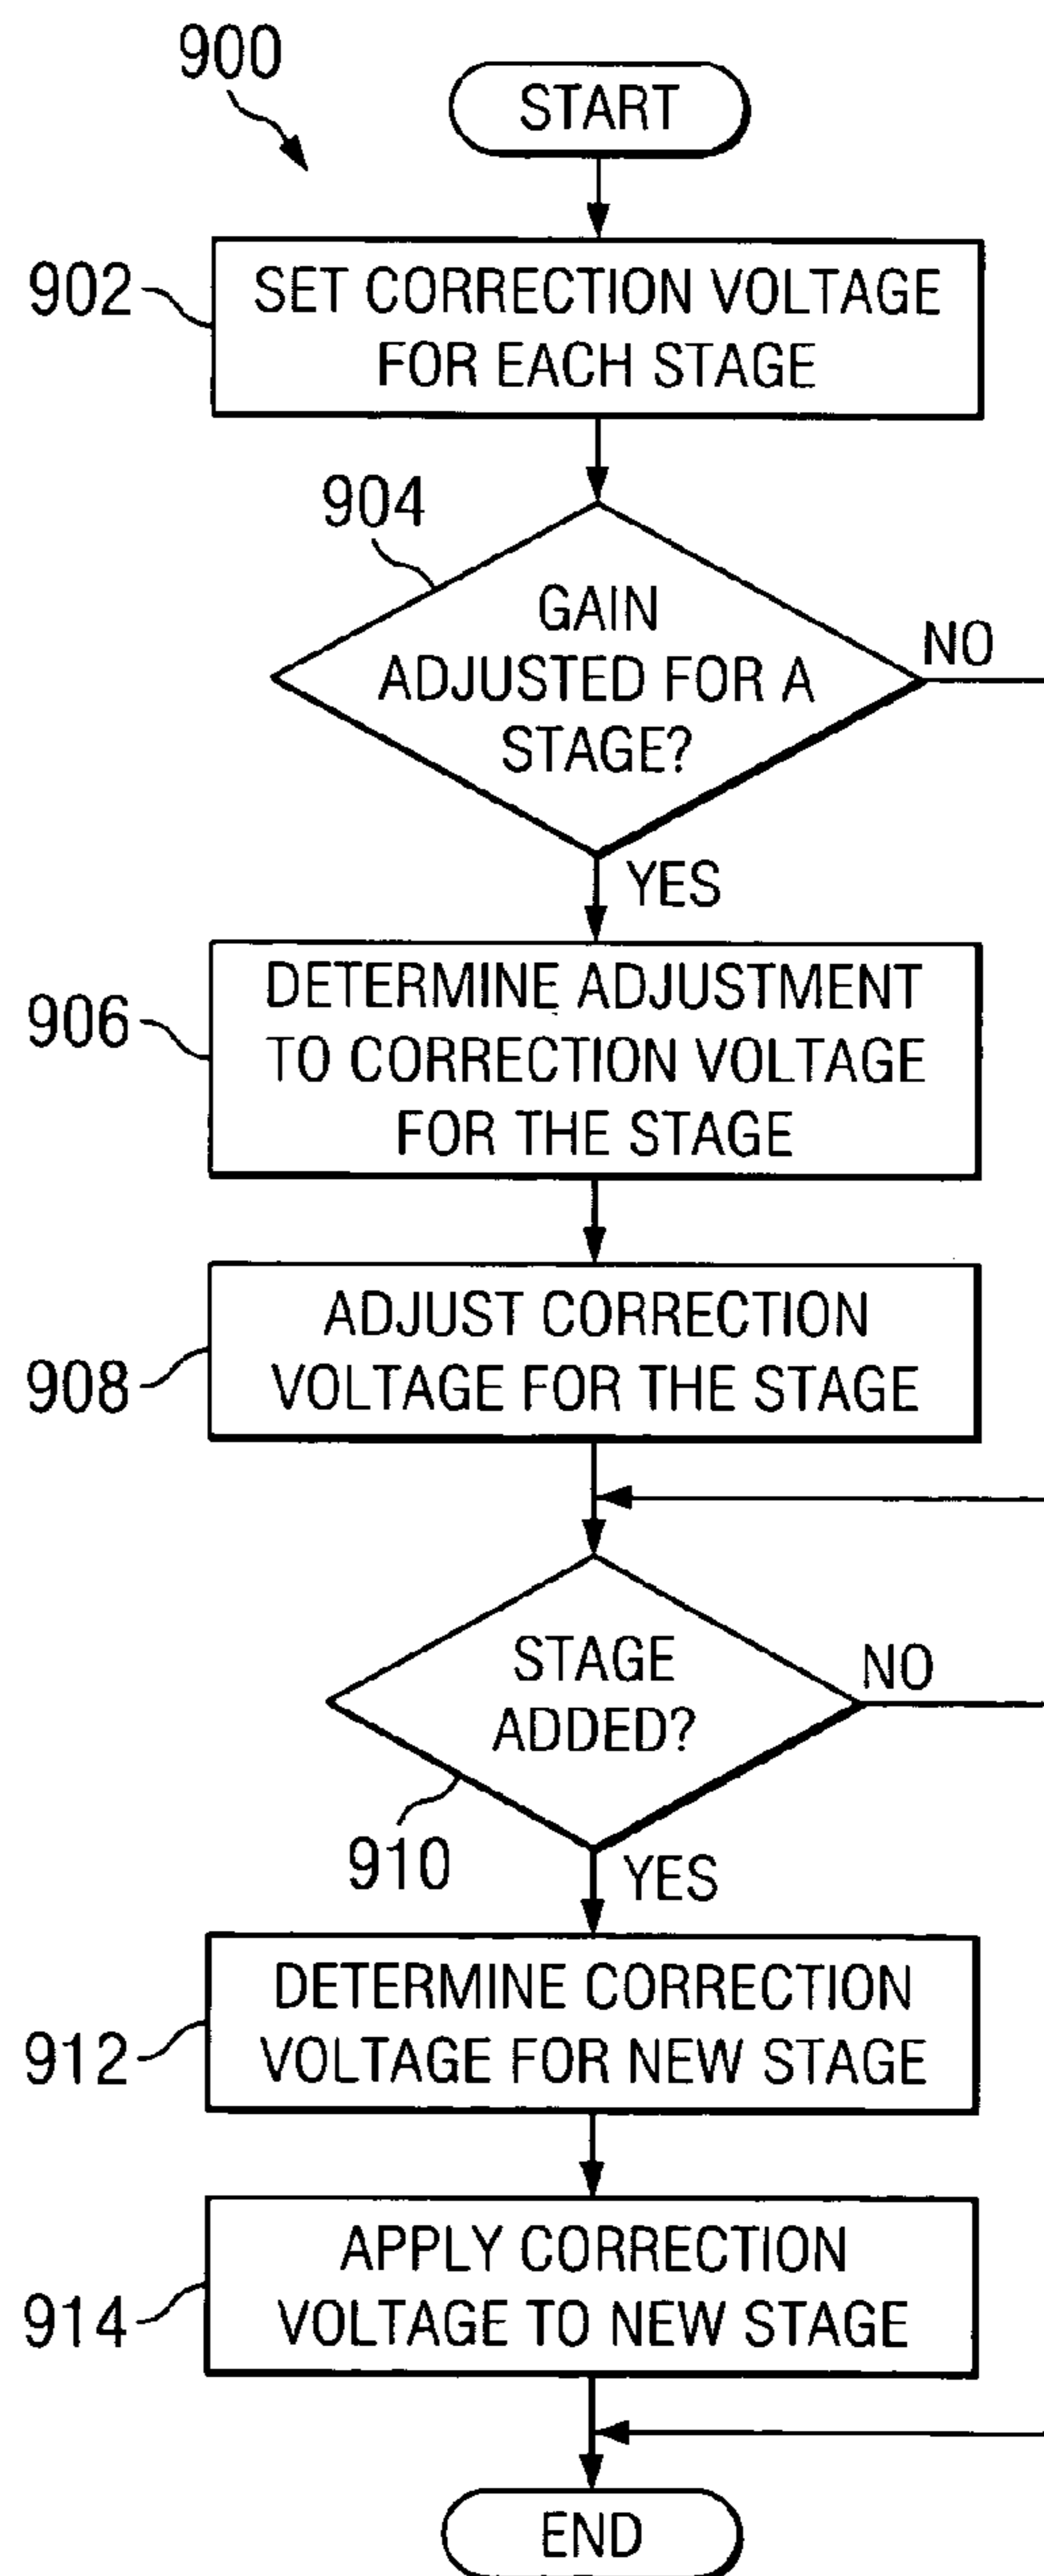 900
START
902
SET CORRECTION VOLTAGE
FOR EACH STAGE
904
GAIN
ADJUSTED FOR A
STAGE?
NO
YES
906
DETERMINE ADJUSTMENT
TO CORRECTION VOLTAGE
FOR THE STAGE
908
ADJUST CORRECTION
VOLTAGE FOR THE STAGE
STAGE
ADDED?
NO
910
YES
912
DETERMINE CORRECTION
VOLTAGE FOR NEW STAGE
914
APPLY CORRECTION
VOLTAGE TO NEW STAGE
END